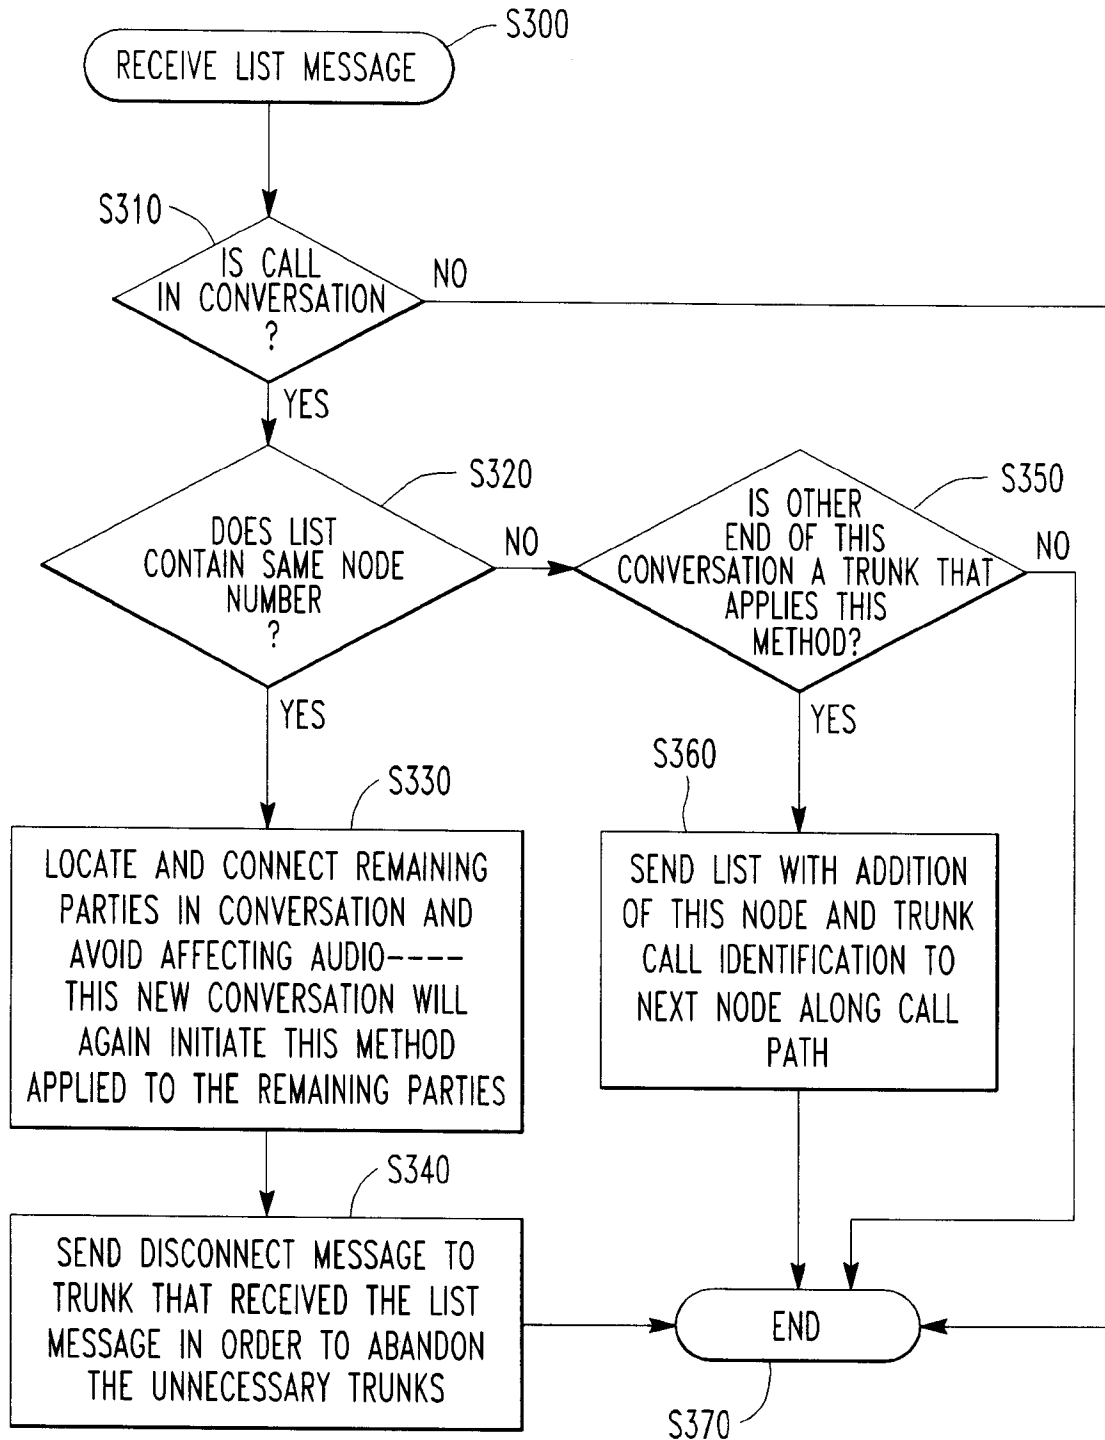 S300
RECEIVE LIST MESSAGE
S310
IS CALL
IN CONVERSATION
?
NO
YES
S320
DOES LIST
CONTAIN SAME NODE
NUMBER
?
NO
YES
S350
IS OTHER
END OF THIS
CONVERSATION A TRUNK THAT
APPLIES THIS
METHOD?
NO
YES
S330
LOCATE AND CONNECT REMAINING
PARTIES IN CONVERSATION AND
AVOID AFFECTING AUDIO----
THIS NEW CONVERSATION WILL
AGAIN INITIATE THIS METHOD
APPLIED TO THE REMAINING PARTIES
S360
SEND LIST WITH ADDITION
OF THIS NODE AND TRUNK
CALL IDENTIFICATION TO
NEXT NODE ALONG CALL
PATH
S340
SEND DISCONNECT MESSAGE TO
TRUNK THAT RECEIVED THE LIST
MESSAGE IN ORDER TO ABANDON
THE UNNECESSARY TRUNKS
END
S370